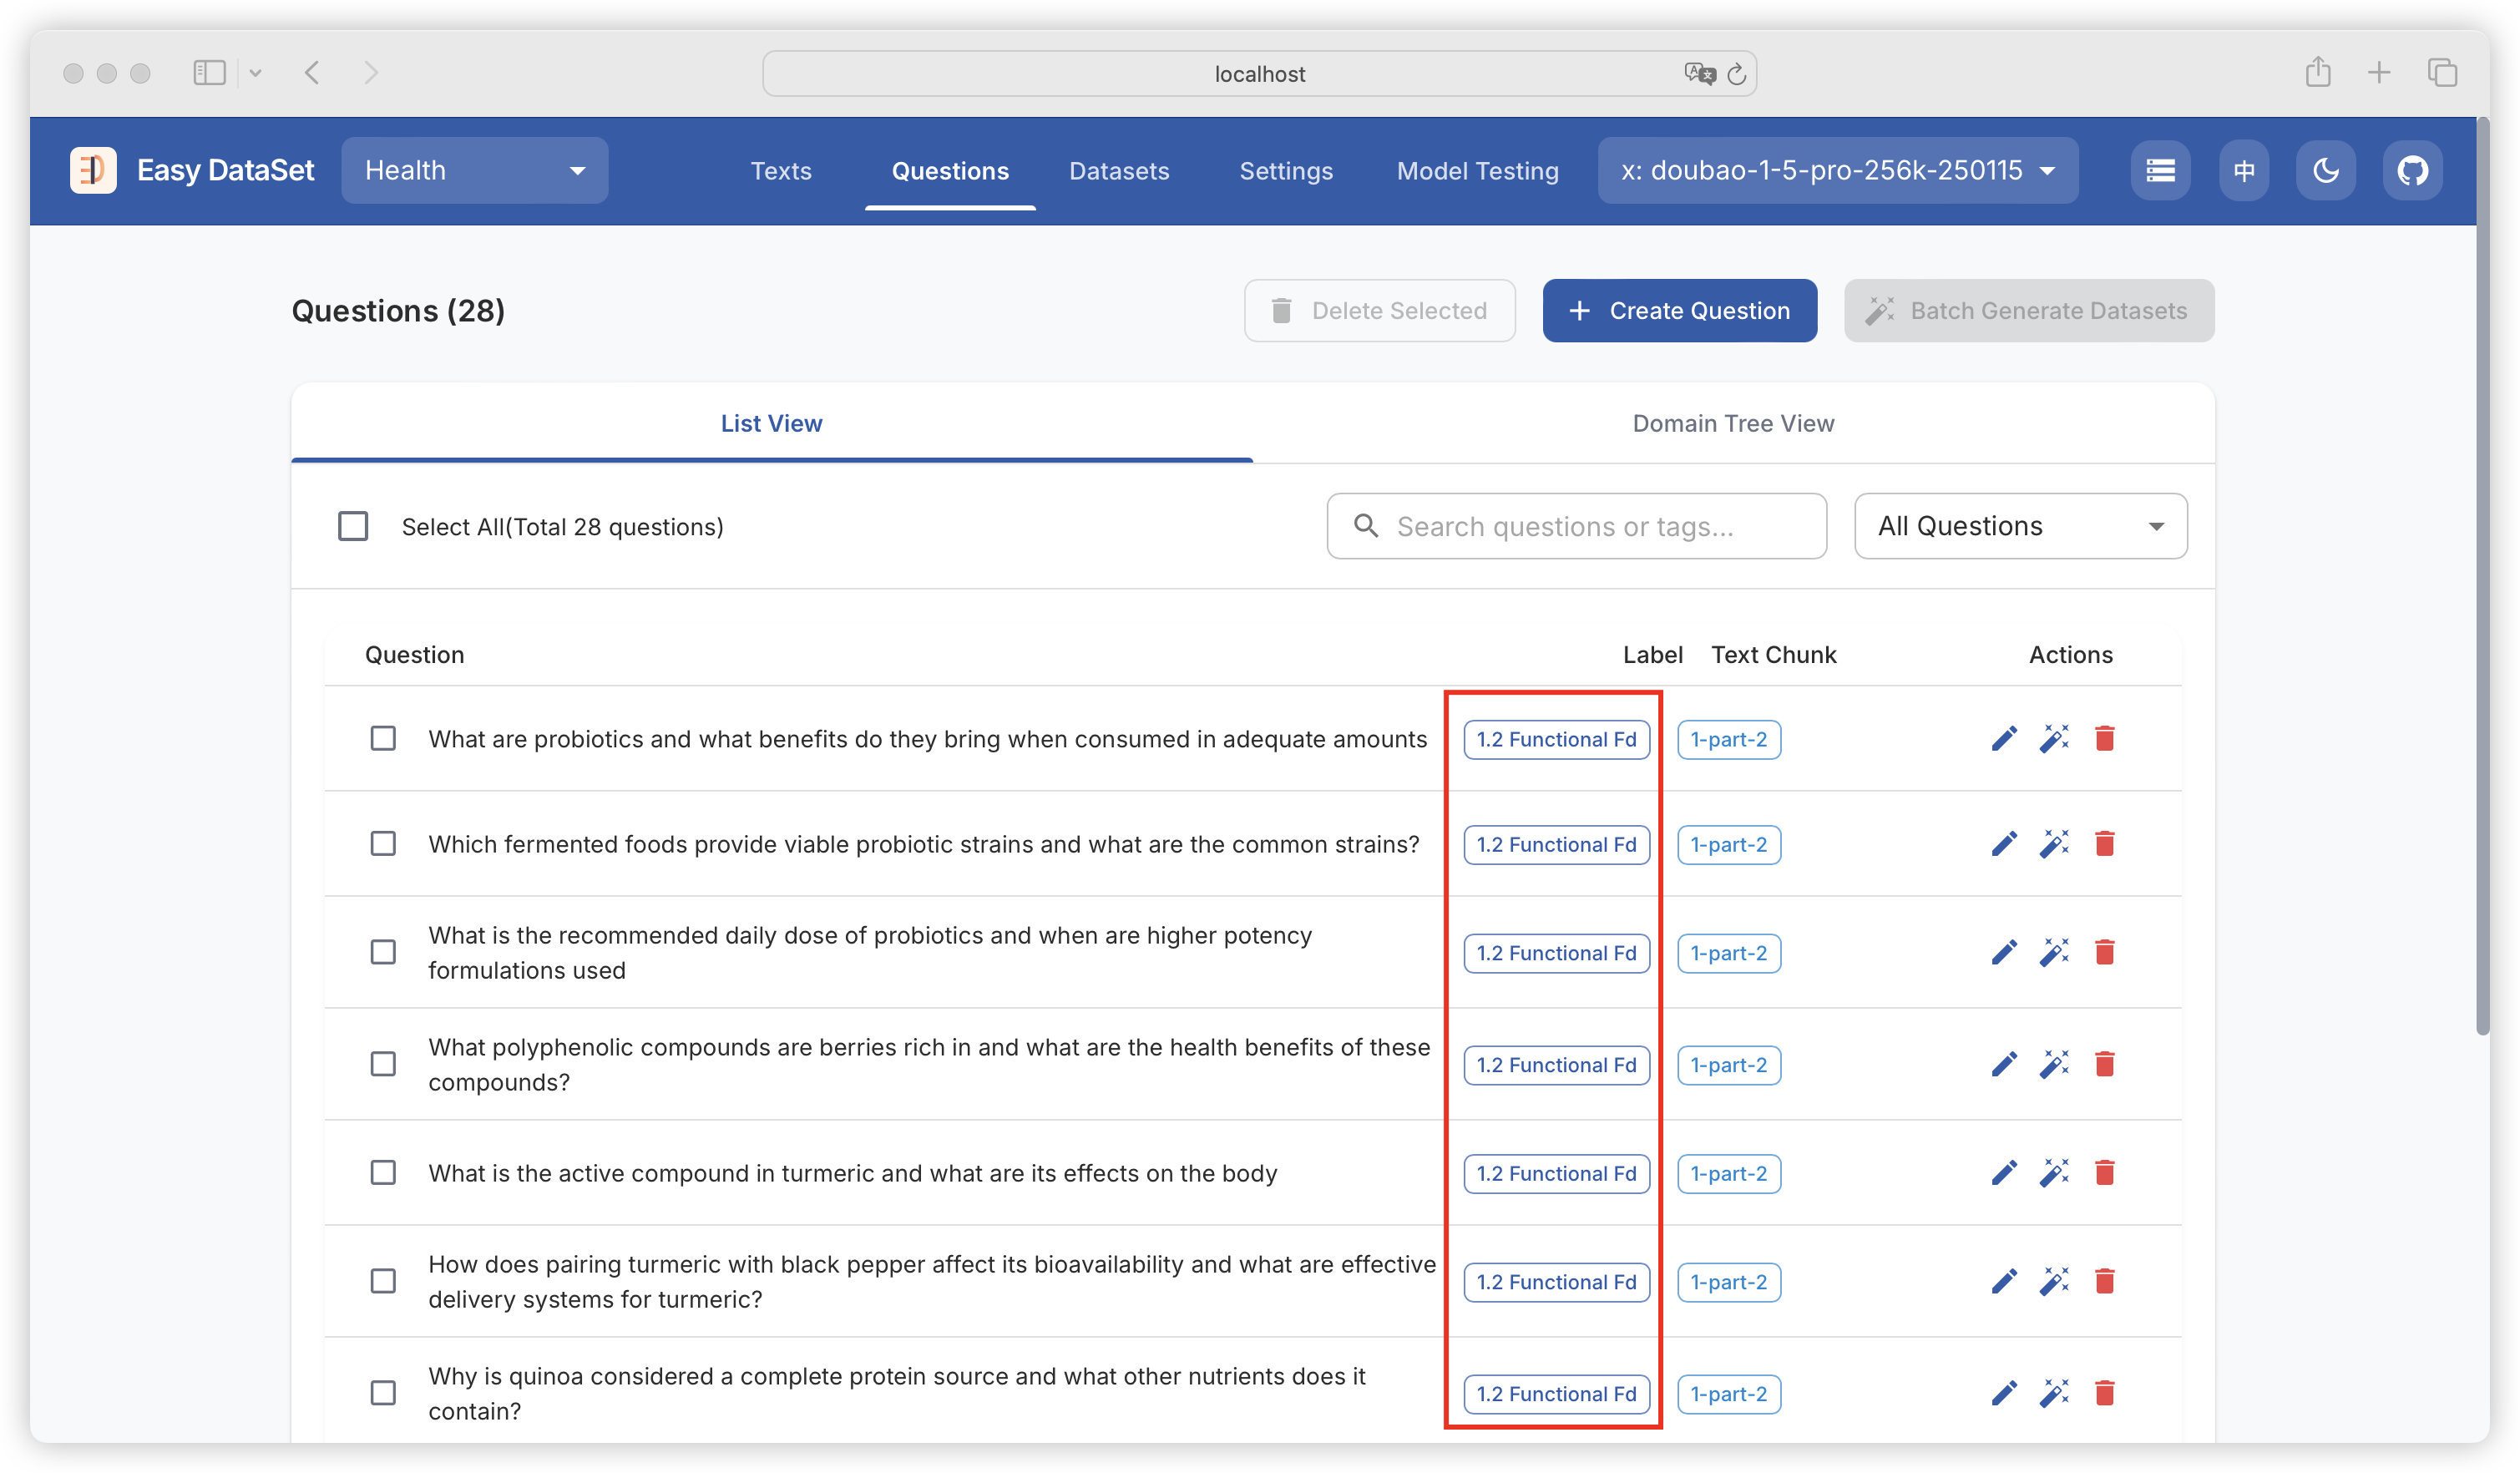 localhost
Easy DataSet
Health
Texts
Questions
Datasets
Settings
Model Testing
x: doubao-1-5-pro-256k-250115
中
Questions (28)
Delete Selected
Create Question
Batch Generate Datasets
List View
Domain Tree View
Select All(Total 28 questions)
Search questions or tags...
All Questions
Question
Label
Text Chunk
Actions
What are probiotics and what benefits do they bring when consumed in adequate amounts
1.2 Functional Fd
1-part-2
Which fermented foods provide viable probiotic strains and what are the common strains?
1.2 Functional Fd
1-part-2
What is the recommended daily dose of probiotics and when are higher potency
formulations used
1.2 Functional Fd
1-part-2
What polyphenolic compounds are berries rich in and what are the health benefits of these
compounds?
1.2 Functional Fd
1-part-2
What is the active compound in turmeric and what are its effects on the body
1.2 Functional Fd
1-part-2
How does pairing turmeric with black pepper affect its bioavailability and what are effective
delivery systems for turmeric?
1.2 Functional Fd
1-part-2
Why is quinoa considered a complete protein source and what other nutrients does it
contain?
1.2 Functional Fd
1-part-2